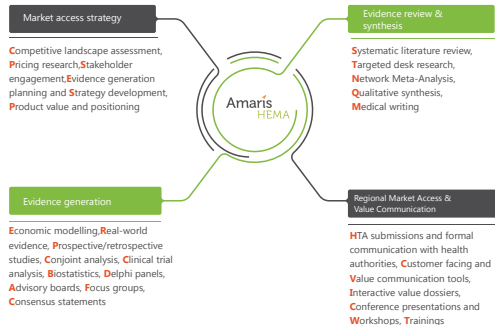 Market access strategy
Competitive landscape assessment,
Pricing research,Stakeholder
engagement,Evidence generation
planning and Strategy development,
Product value and positioning
Evidence review &
synthesis
Systematic literature review,
Targeted desk research,
Network Meta-Analysis,
Qualitative synthesis,
Medical writing
Amaris
HEMA
Evidence generation
Economic modelling,Real-world
evidence, Prospective/retrospective
studies, Conjoint analysis, Clinical trial
analysis, Biostatistics, Delphi panels,
Advisory boards, Focus groups,
Consensus statements
Regional Market Access &
Value Communication
HTA submissions and formal
communication with health
authorities, Customer facing and
Value communication tools,
Interactive value dossiers,
Conference presentations and
Workshops, Trainings